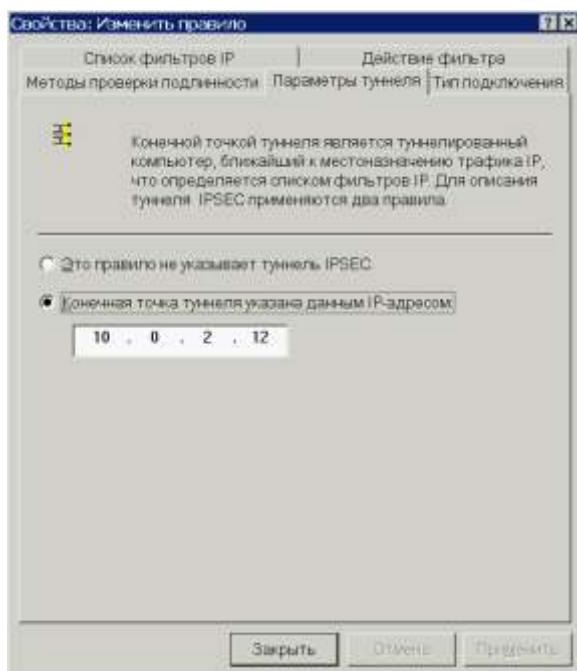 Свойства: Изменить правило
Список фильтров IP
Действие фильтра
Методы проверки подлинности
Параметры туннеля
Тип подключения
Конечной точкой туннеля является туннелированный
компьютер, ближайший к местоназначению трафика IP,
что определяется списком фильтров IP. Для описания
туннеля IPSEC применяются два правила.
Это правило не указывает туннель IPSEC
Конечная точка туннеля указана данным IP-адресом:
10 . 0 . 2 . 12
Закрыть
Отмена
Применить